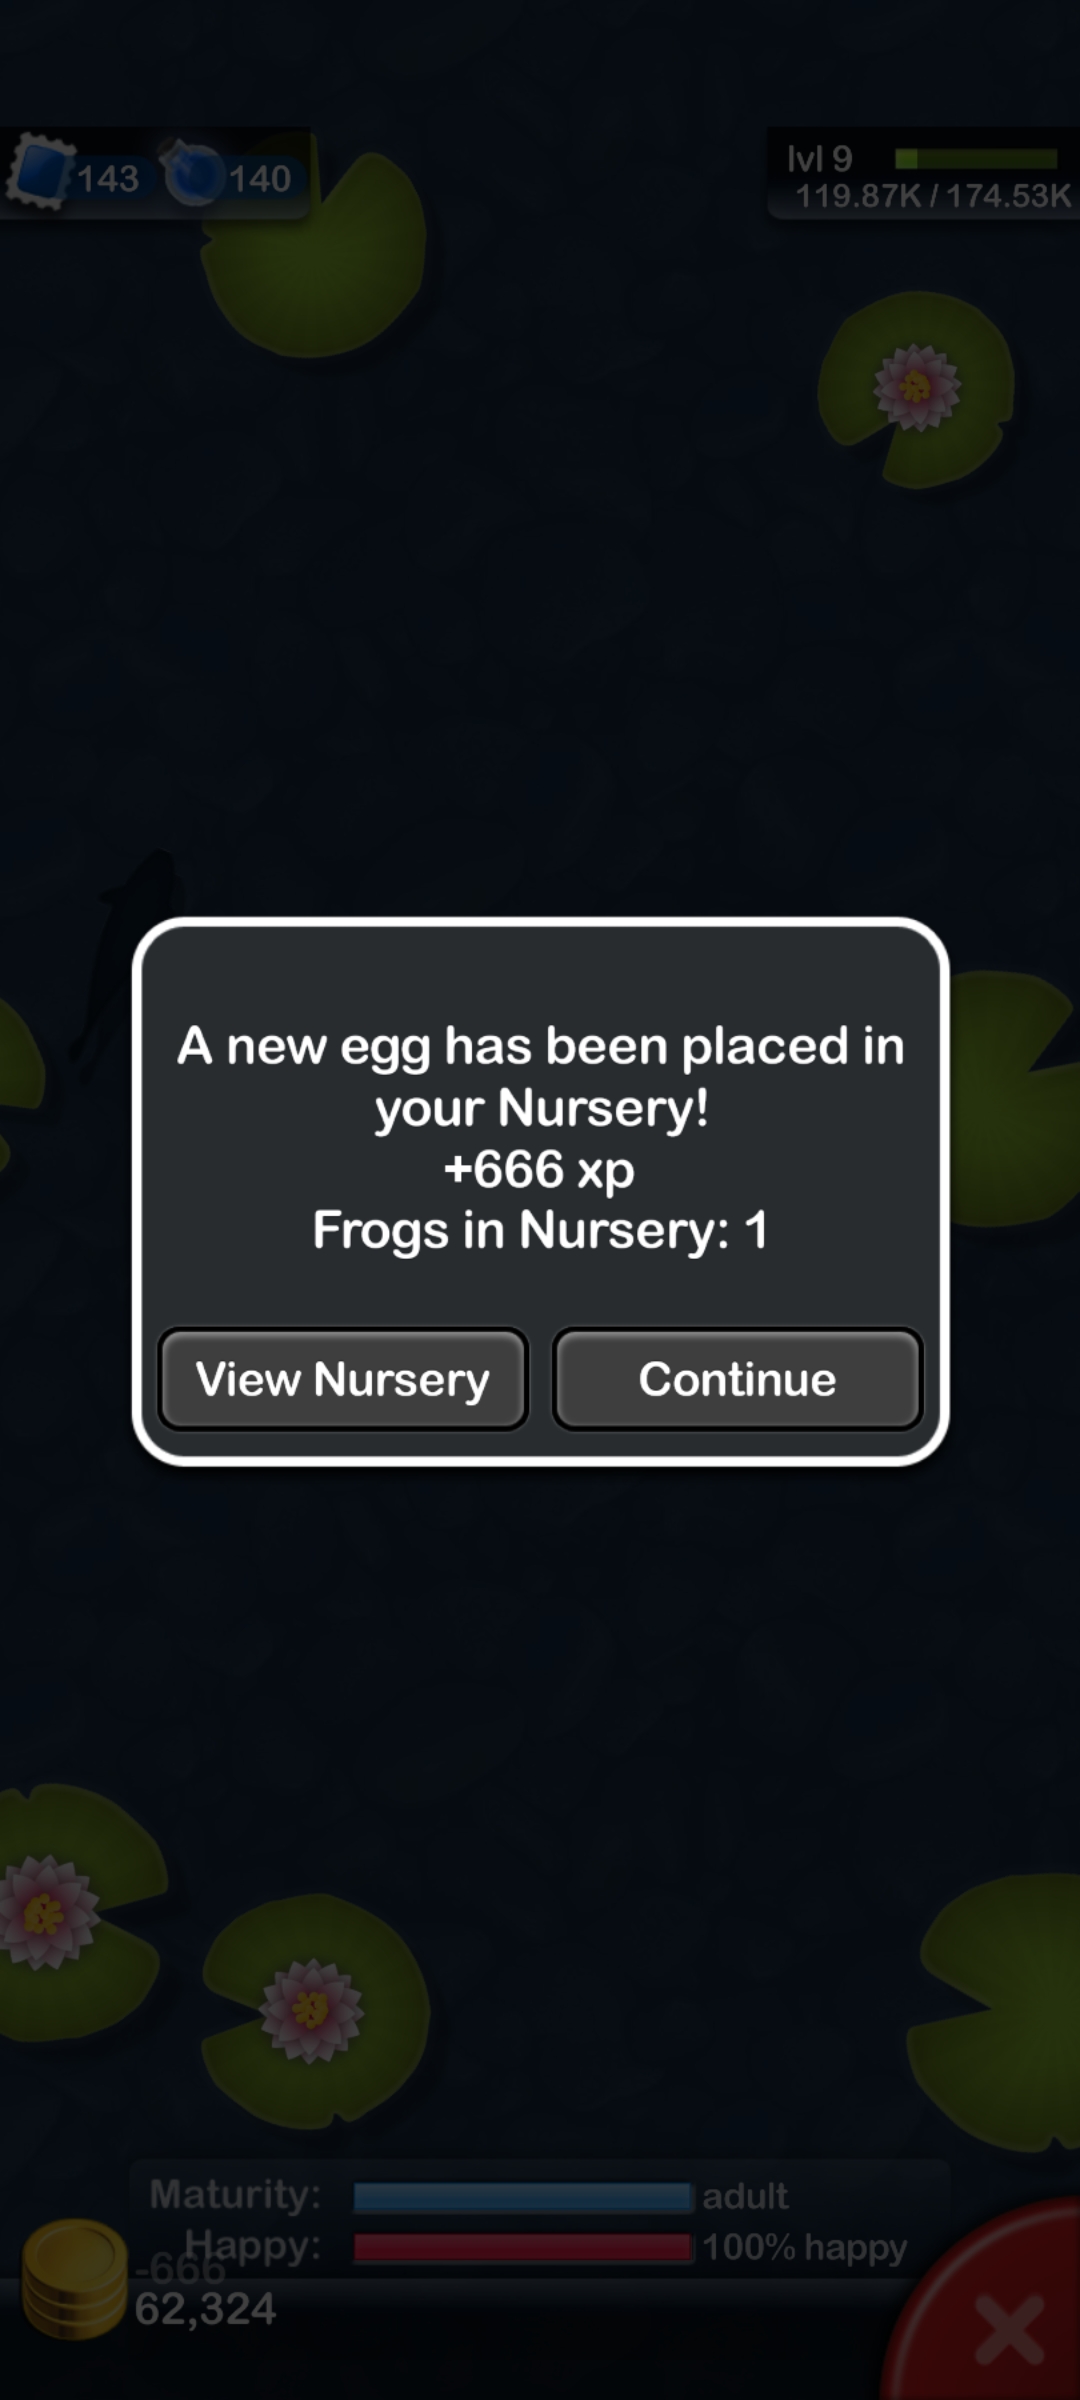 143 140
lvl 9
119.87K / 174.53K
A new egg has been placed in
your Nursery!
+666 xp
Frogs in Nursery: 1
View Nursery Continue
Maturity: adult
Happy: 100% happy
-666
62,324